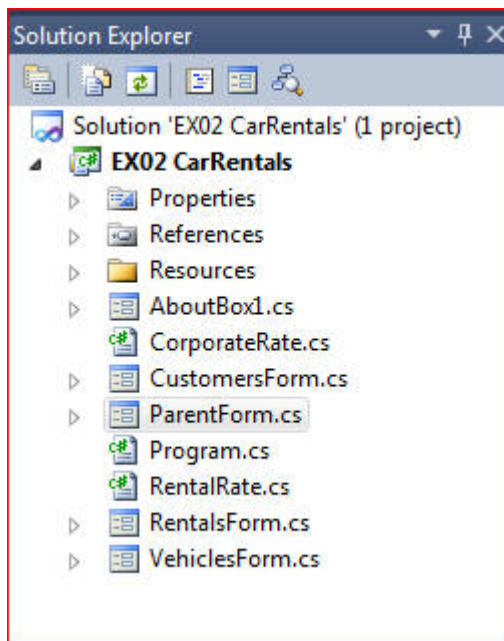 Solution Explorer
Solution 'EX02 CarRentals' (1 project)
EX02 CarRentals
Properties
References
Resources
AboutBox1.cs
CorporateRate.cs
CustomersForm.cs
ParentForm.cs
Program.cs
RentalRate.cs
RentalsForm.cs
VehiclesForm.cs